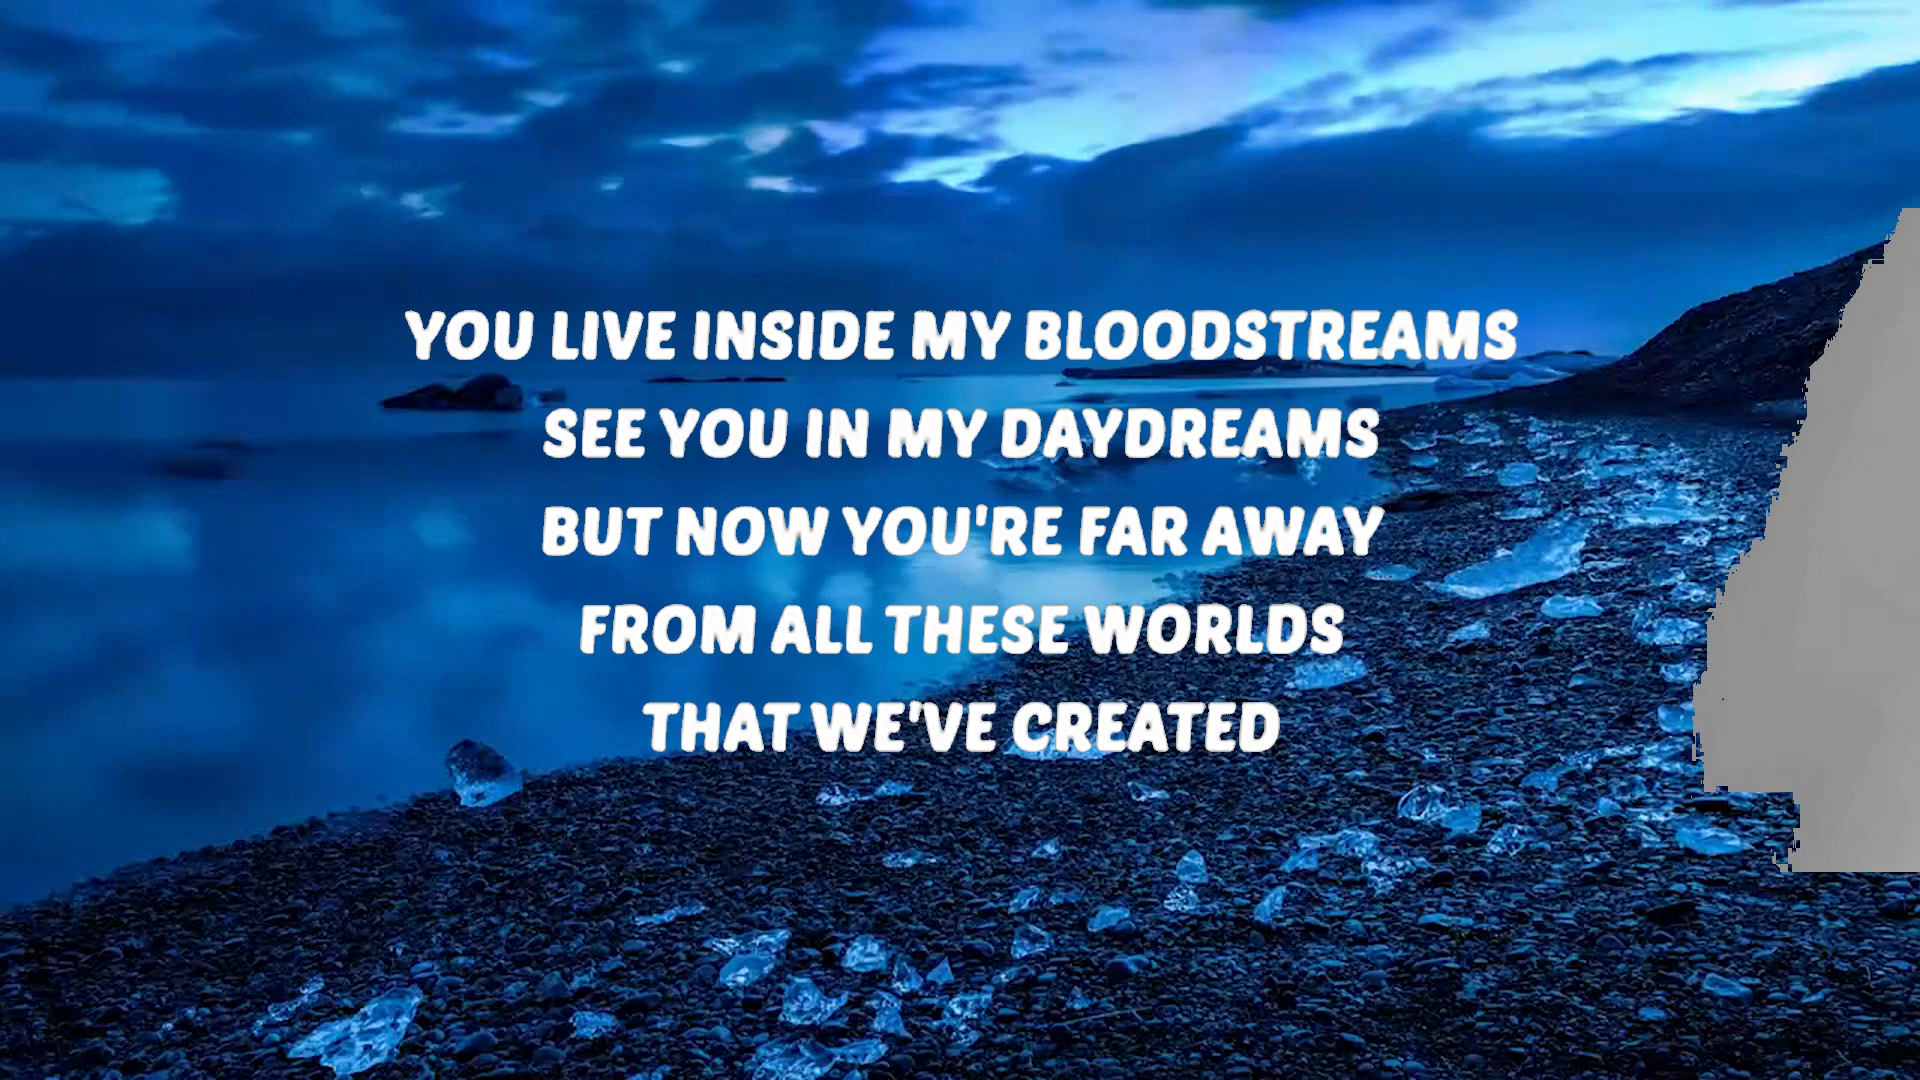 YOU LIVE INSIDE MY BLOODSTREAMS
SEE YOU IN MY DAYDREAMS
BUT NOW YOU'RE FAR AWAY
FROM ALL THESE WORLDS
THAT WE'VE CREATED